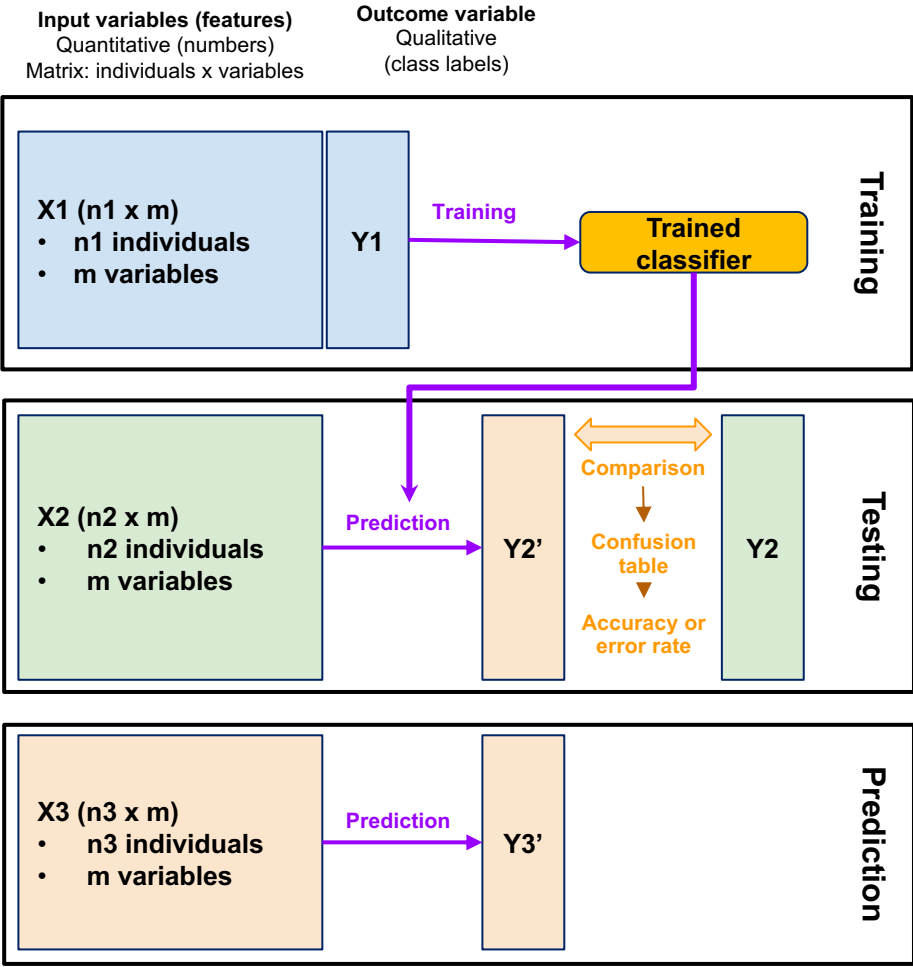 Input variables (features)
Quantitative (numbers)
Matrix: individuals x variables
Outcome variable
Qualitative
(class labels)
X1 (n1 x m)
• n1 individuals
• m variables
Y1
Training
Trained
classifier
Training
X2 (n2 x m)
• n2 individuals
• m variables
Prediction
Y2’
Comparison
Confusion
table
Accuracy or
error rate
Y2
Testing
X3 (n3 x m)
• n3 individuals
• m variables
Prediction
Y3’
Prediction